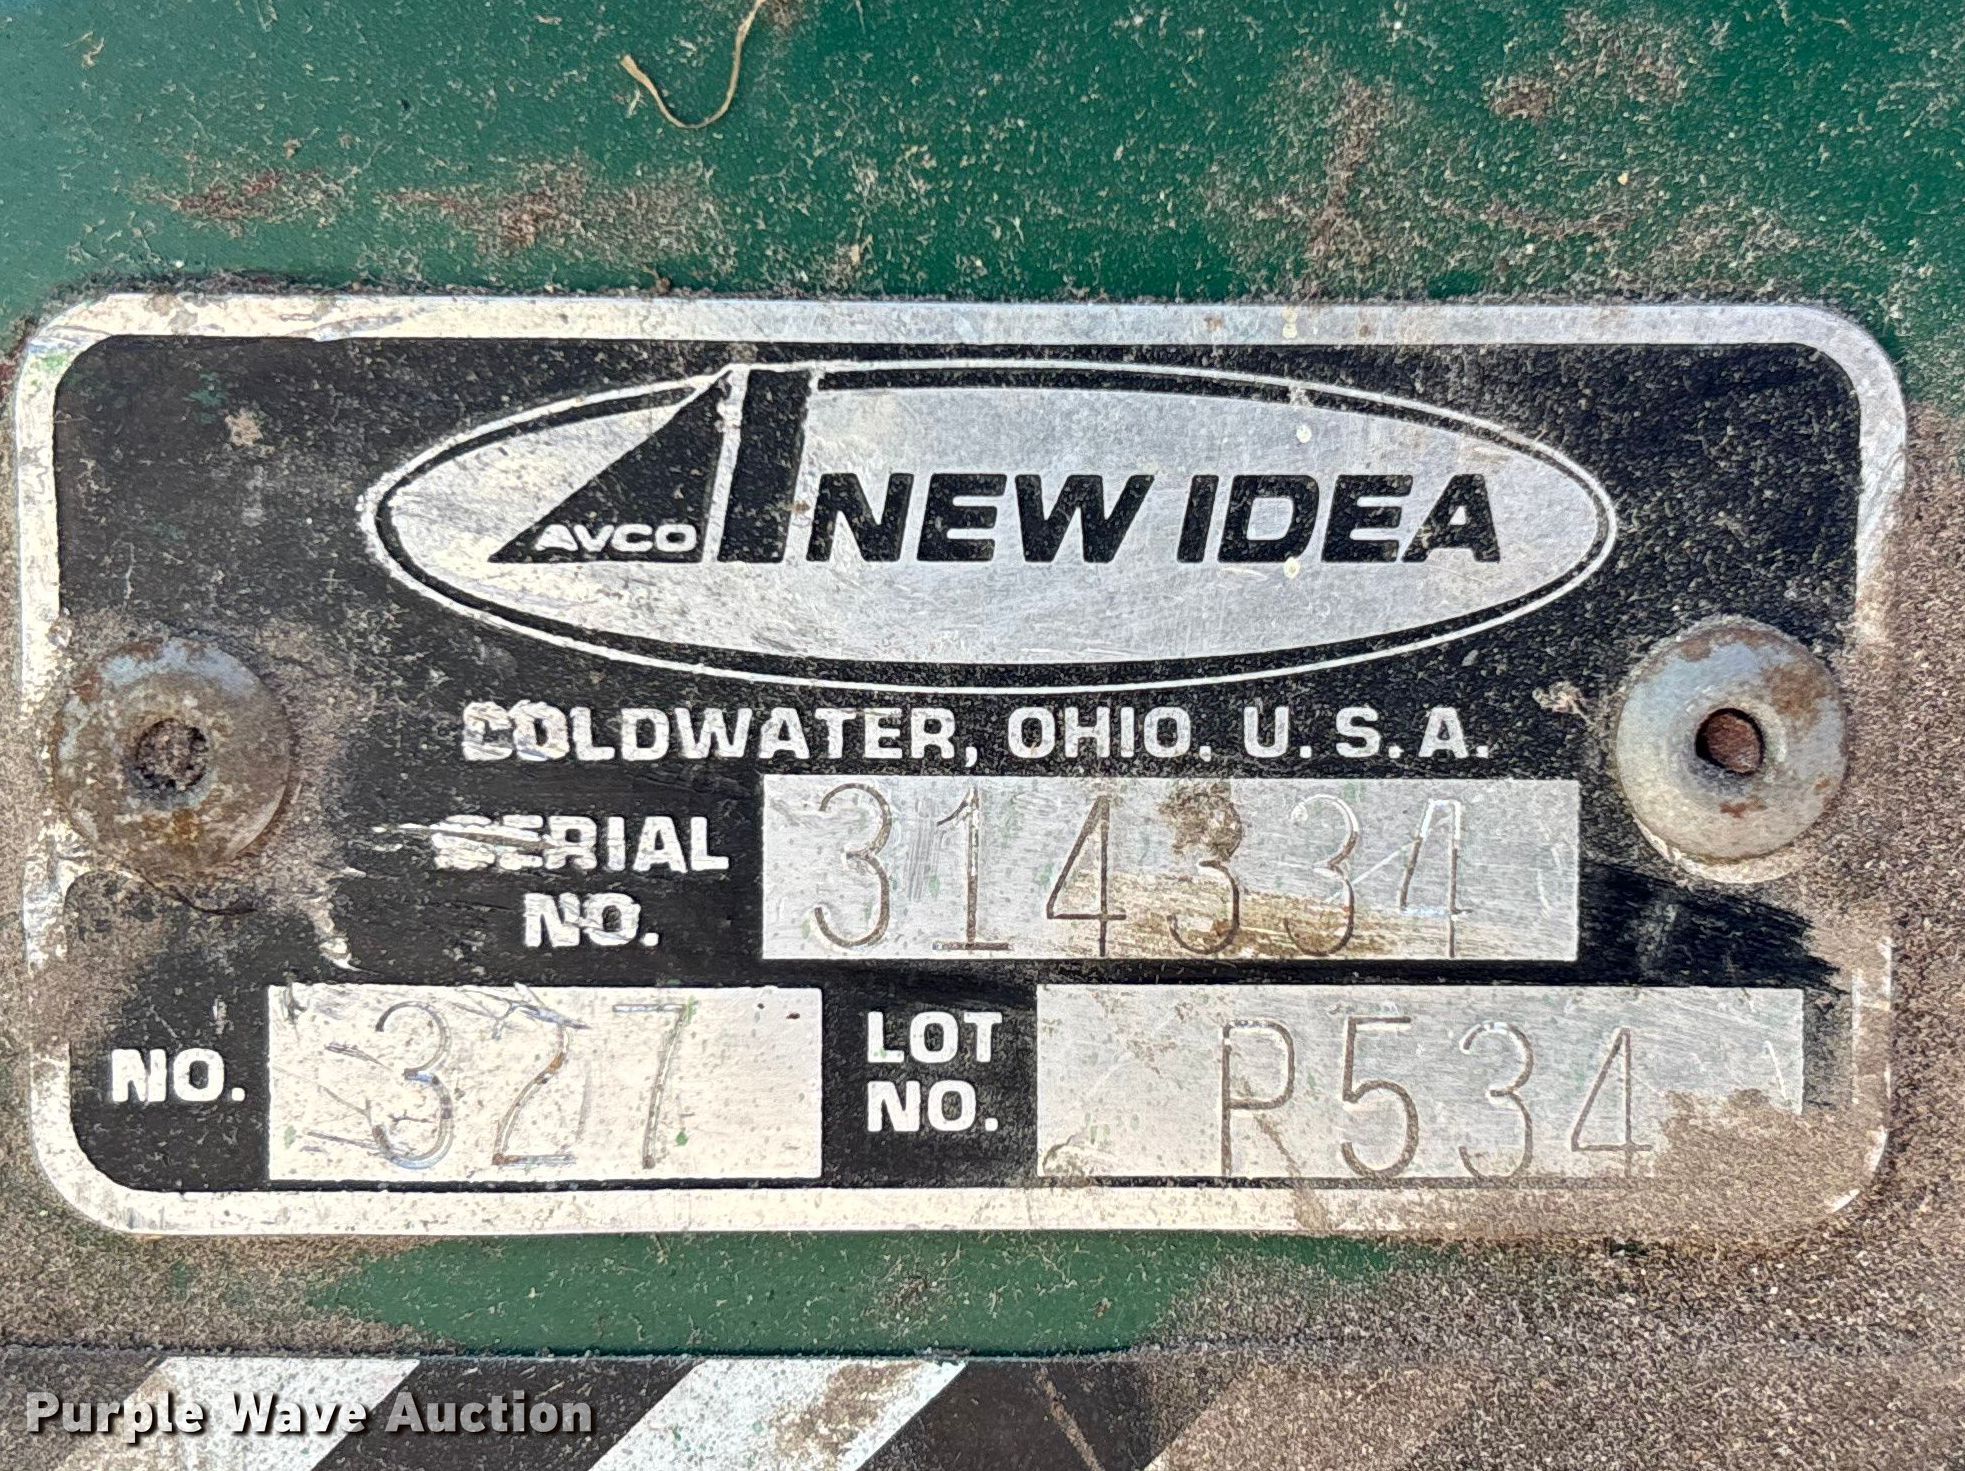 AVCO NEW IDEA
COLDWATER, OHIO, U.S.A.
SERIAL NO. 314334
NO. 327 LOT NO. P534
Purple Wave Auction